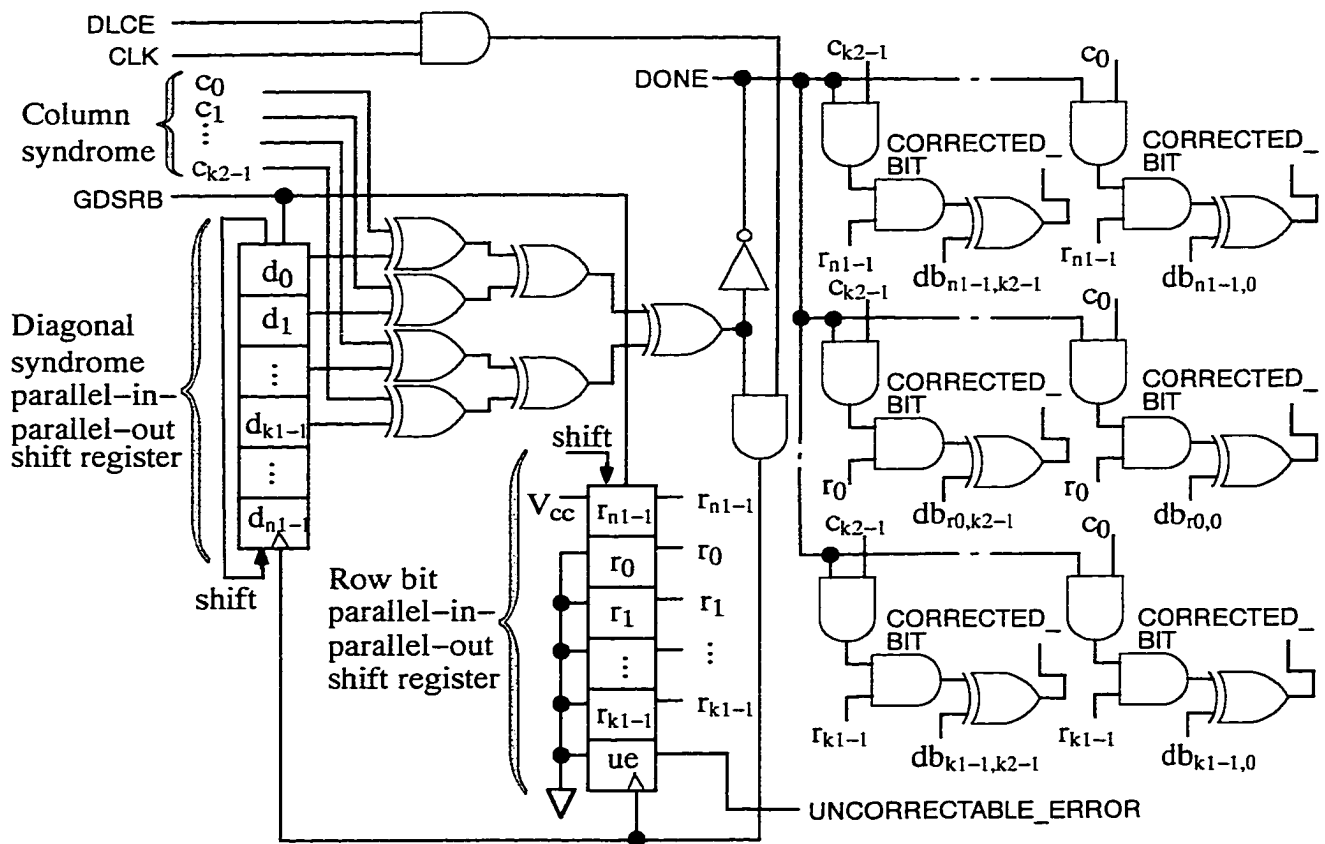 DLCE
CLK
Column
syndrome
c0
c1
...
ck2-1
GDSRB
Diagonal
syndrome
parallel-in-
parallel-out
shift register
d0
d1
...
dk1-1
...
dn1-1
shift
Row bit
parallel-in-
parallel-out
shift register
shift
Vcc
rn1-1
r0
r1
...
rk1-1
ue
rn1-1
r0
r1
...
rk1-1
UNCORRECTABLE_ERROR
DONE
ck2-1
c0
CORRECTED_
BIT
CORRECTED_
BIT
rn1-1
dbn1-1,k2-1
rn1-1
dbn1-1,0
ck2-1
c0
CORRECTED_
BIT
CORRECTED_
BIT
r0
dbr0,k2-1
r0
dbr0,0
ck2-1
c0
CORRECTED_
BIT
CORRECTED_
BIT
rk1-1
dbk1-1,k2-1
rk1-1
dbk1-1,0